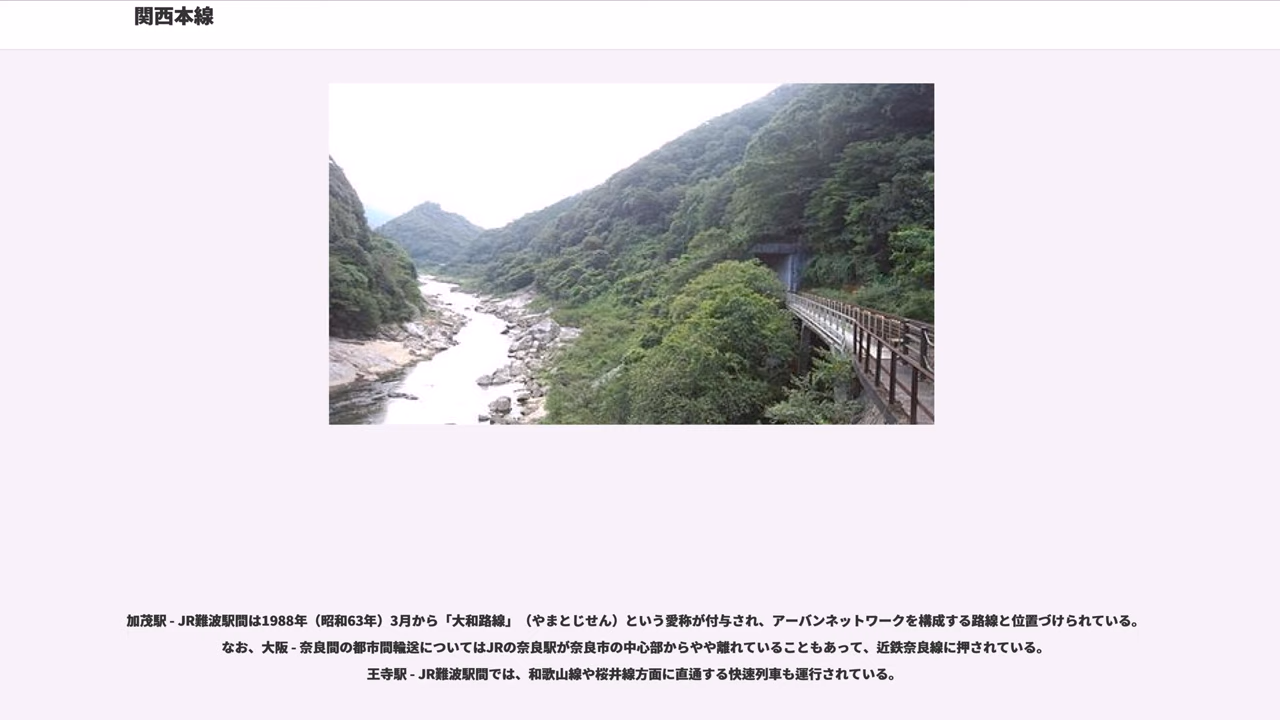 関西本線
加茂駅 - JR難波駅間は1988年（昭和63年）3月から「大和路線」（やまとじせん）という愛称が付与され、アーバンネットワークを構成する路線と位置づけられている。
なお、大阪 - 奈良間の都市間輸送についてはJRの奈良駅が奈良市の中心部からやや離れていることもあって、近鉄奈良線に押されている。
王寺駅 - JR難波駅間では、和歌山線や桜井線方面に直通する快速列車も運行されている。